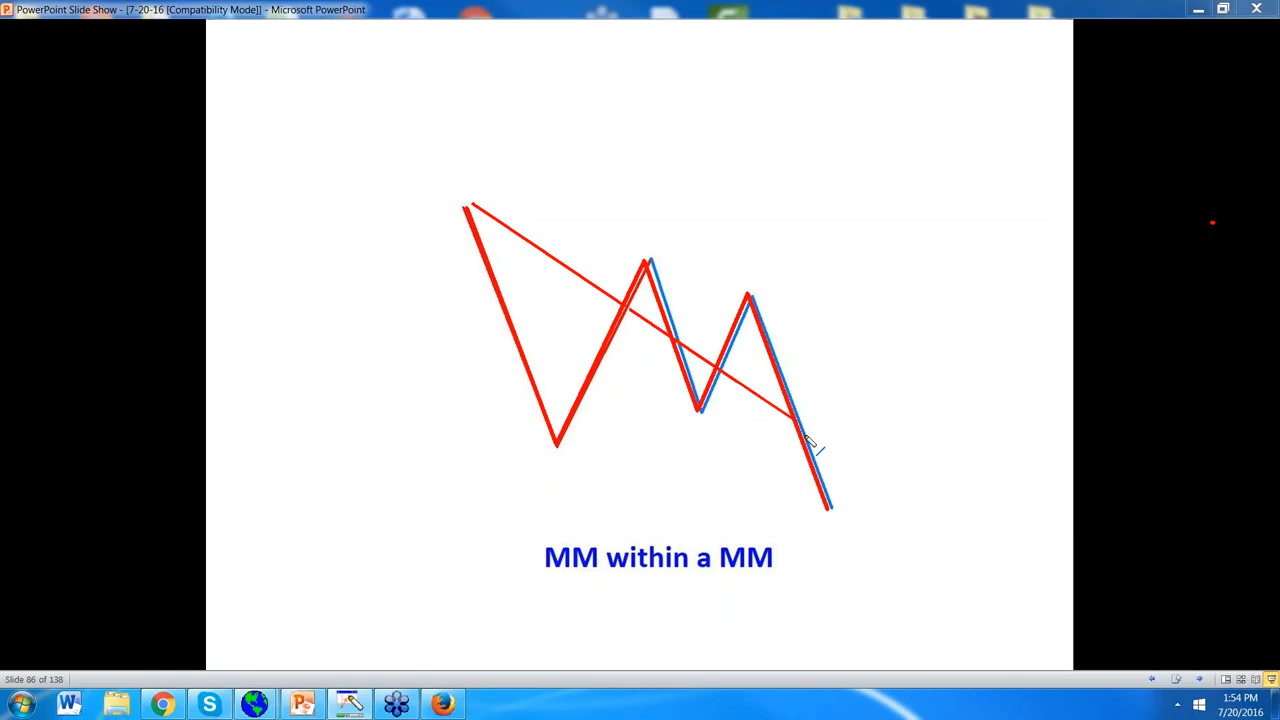 PowerPoint Slide Show - [7-20-16 [Compatibility Mode]] - Microsoft PowerPoint
MM within a MM
Slide 86 of 138
1:54 PM
7/20/2016